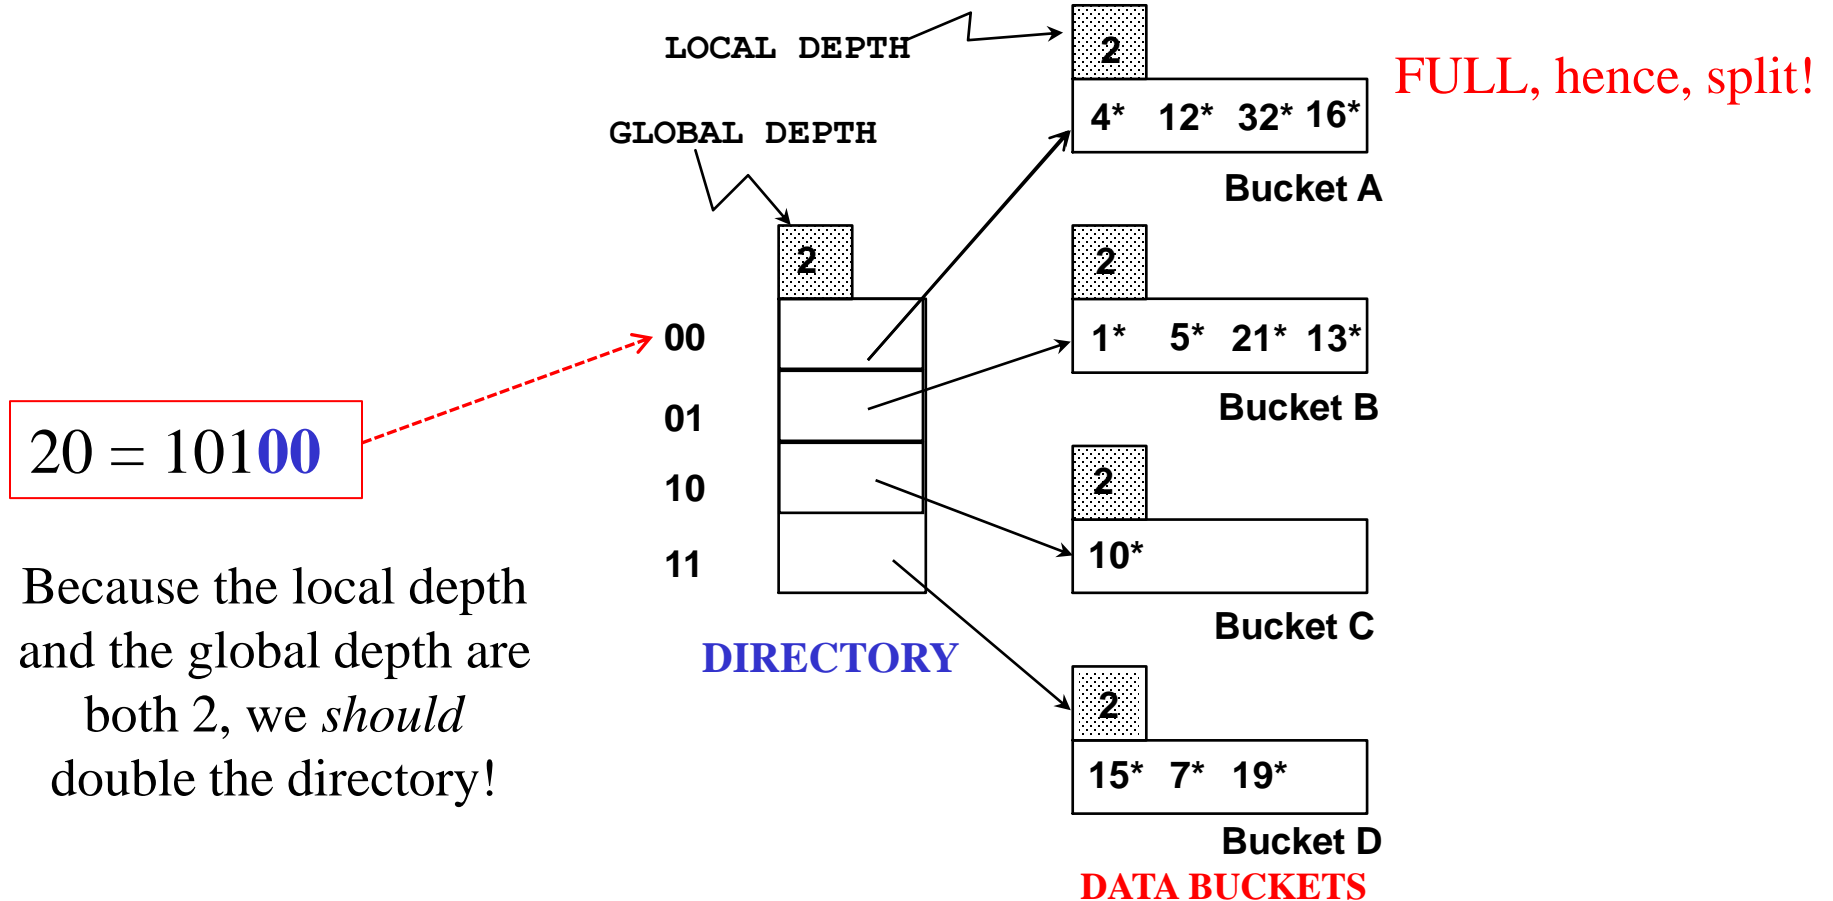 LOCAL DEPTH
2
FULL, hence, split!
4* 12* 32* 16*
GLOBAL DEPTH
Bucket A
2
2
00
1* 5* 21* 13*
01
Bucket B
20 = 10100
10
2
11
10*
Because the local depth
and the global depth are
both 2, we should
double the directory!
Bucket C
DIRECTORY
2
15* 7* 19*
Bucket D
DATA BUCKETS